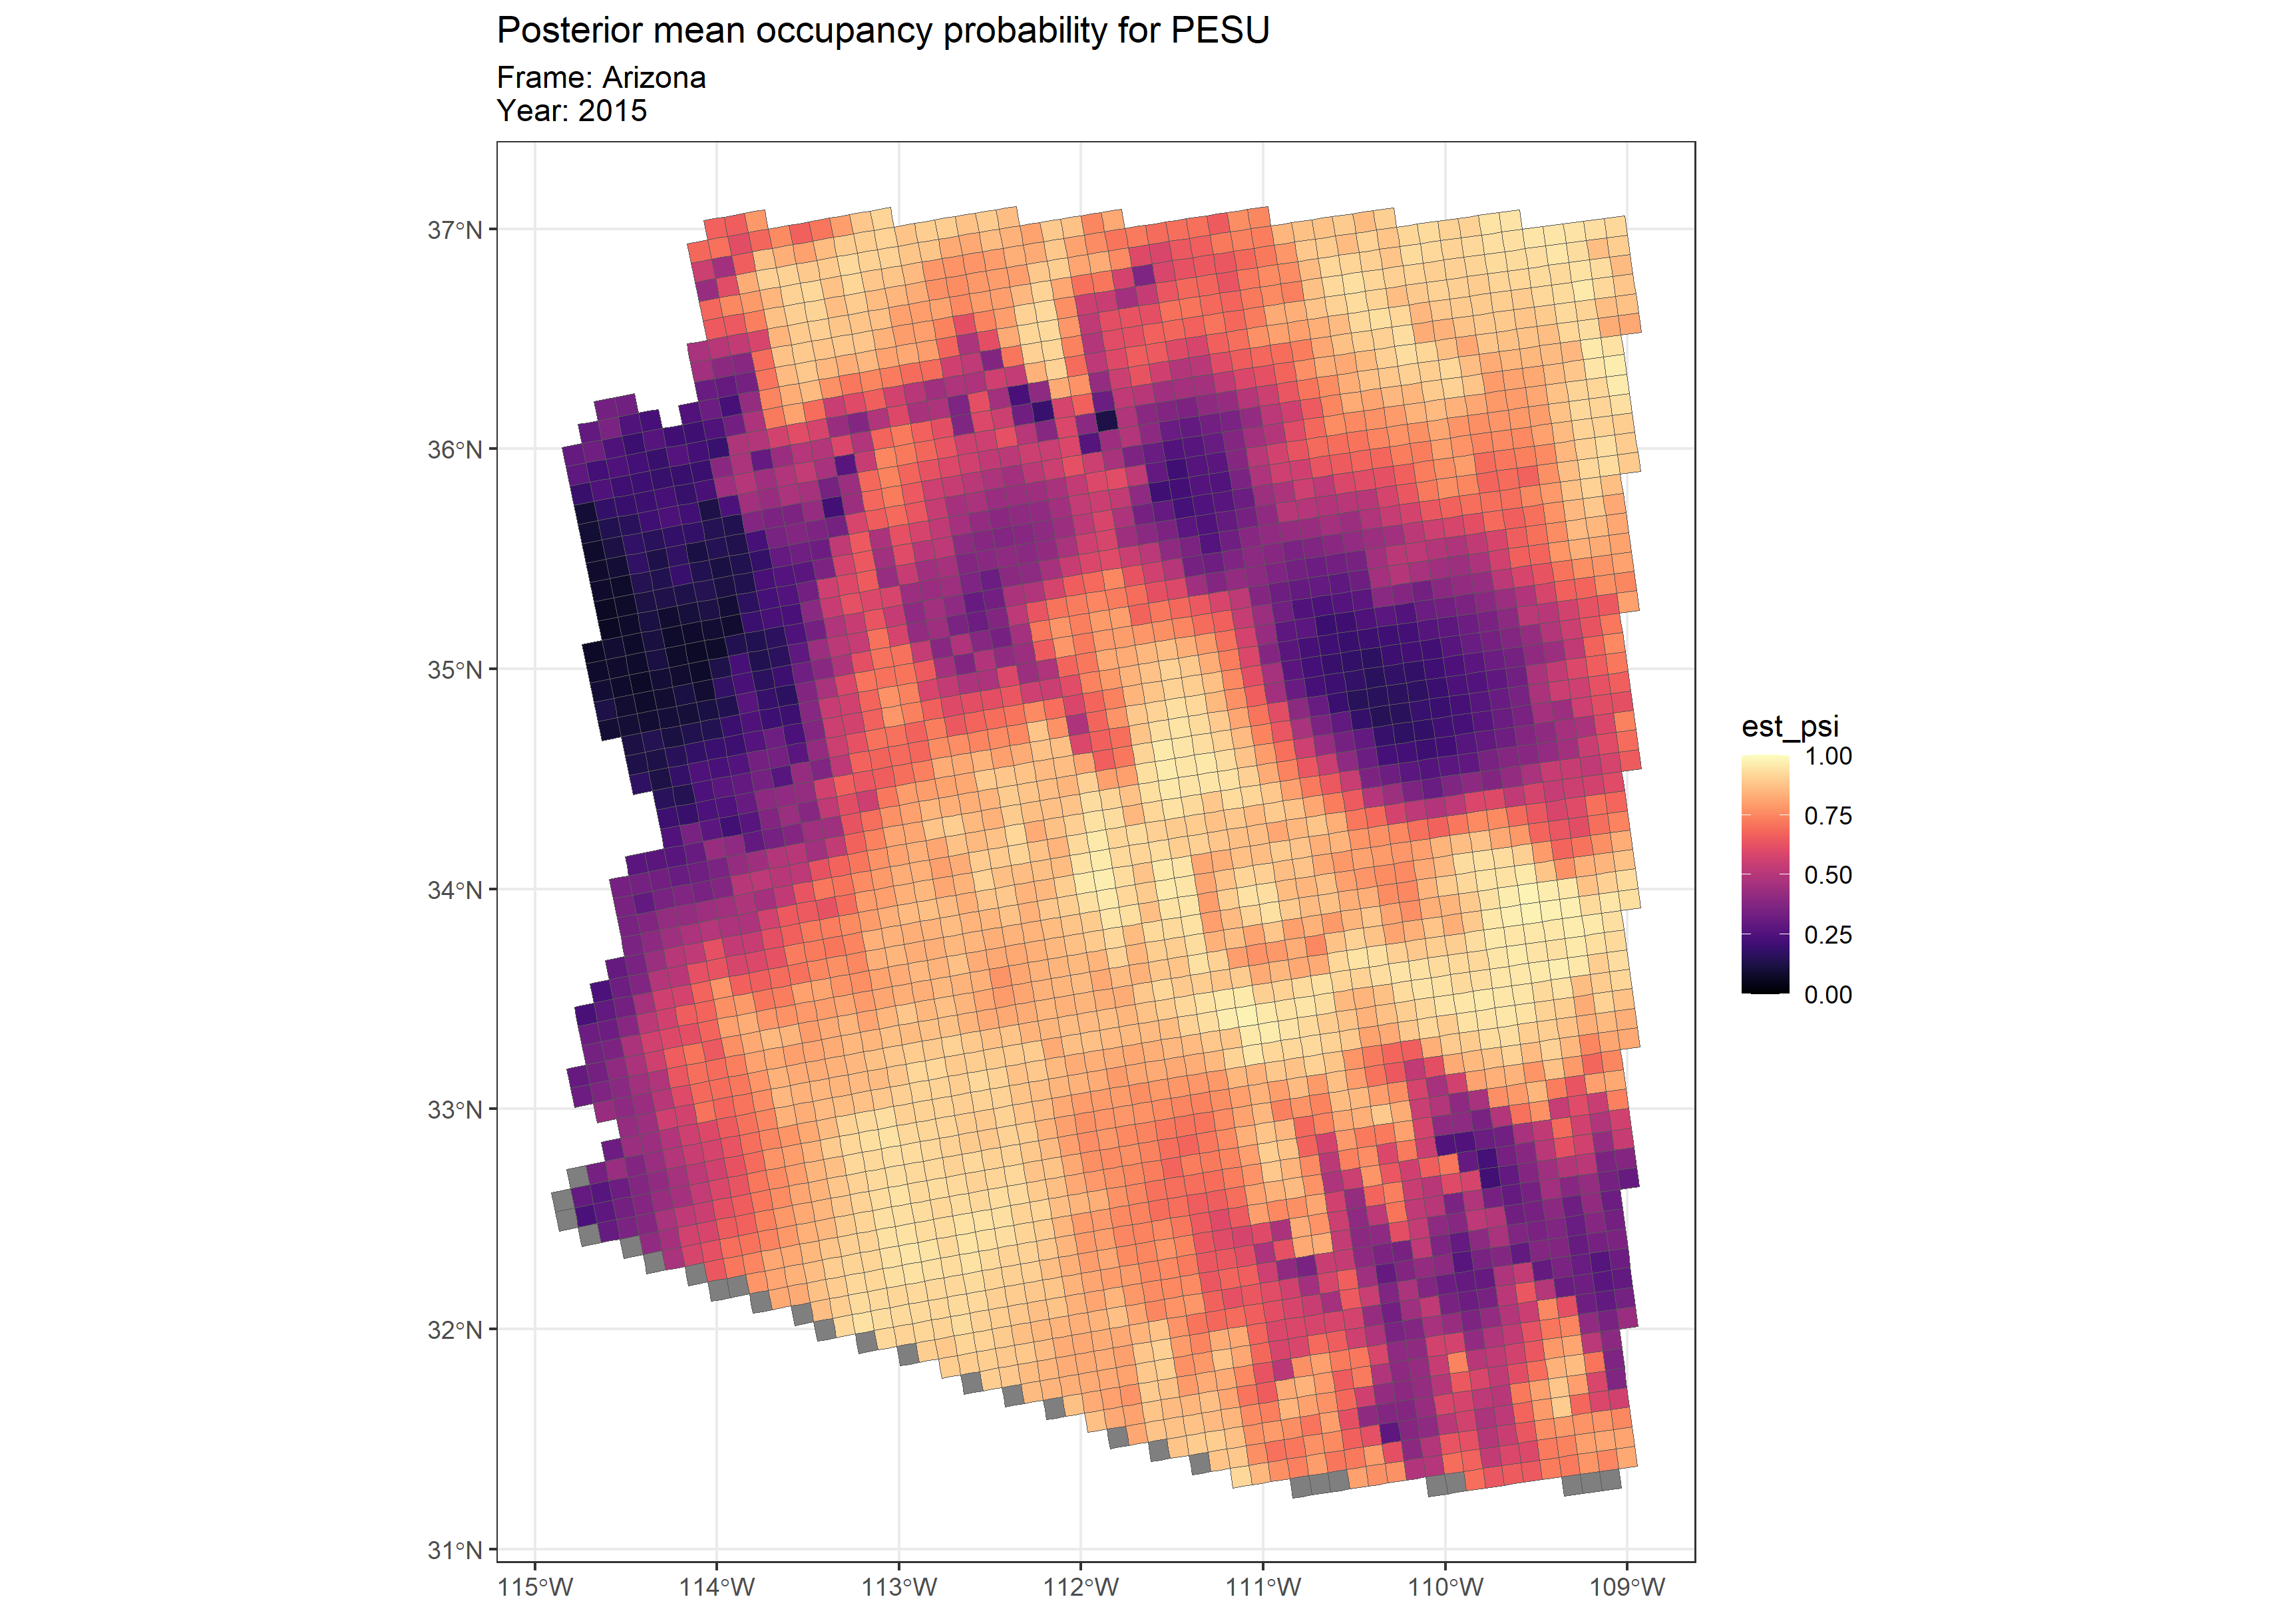 Posterior mean occupancy probability for PESU
Frame: Arizona
Year: 2015
37°N
36°N
35°N
34°N
33°N
32°N
31°N
115°W
114°W
113°W
112°W
111°W
110°W
109°W
est_psi
1.00
0.75
0.50
0.25
0.00